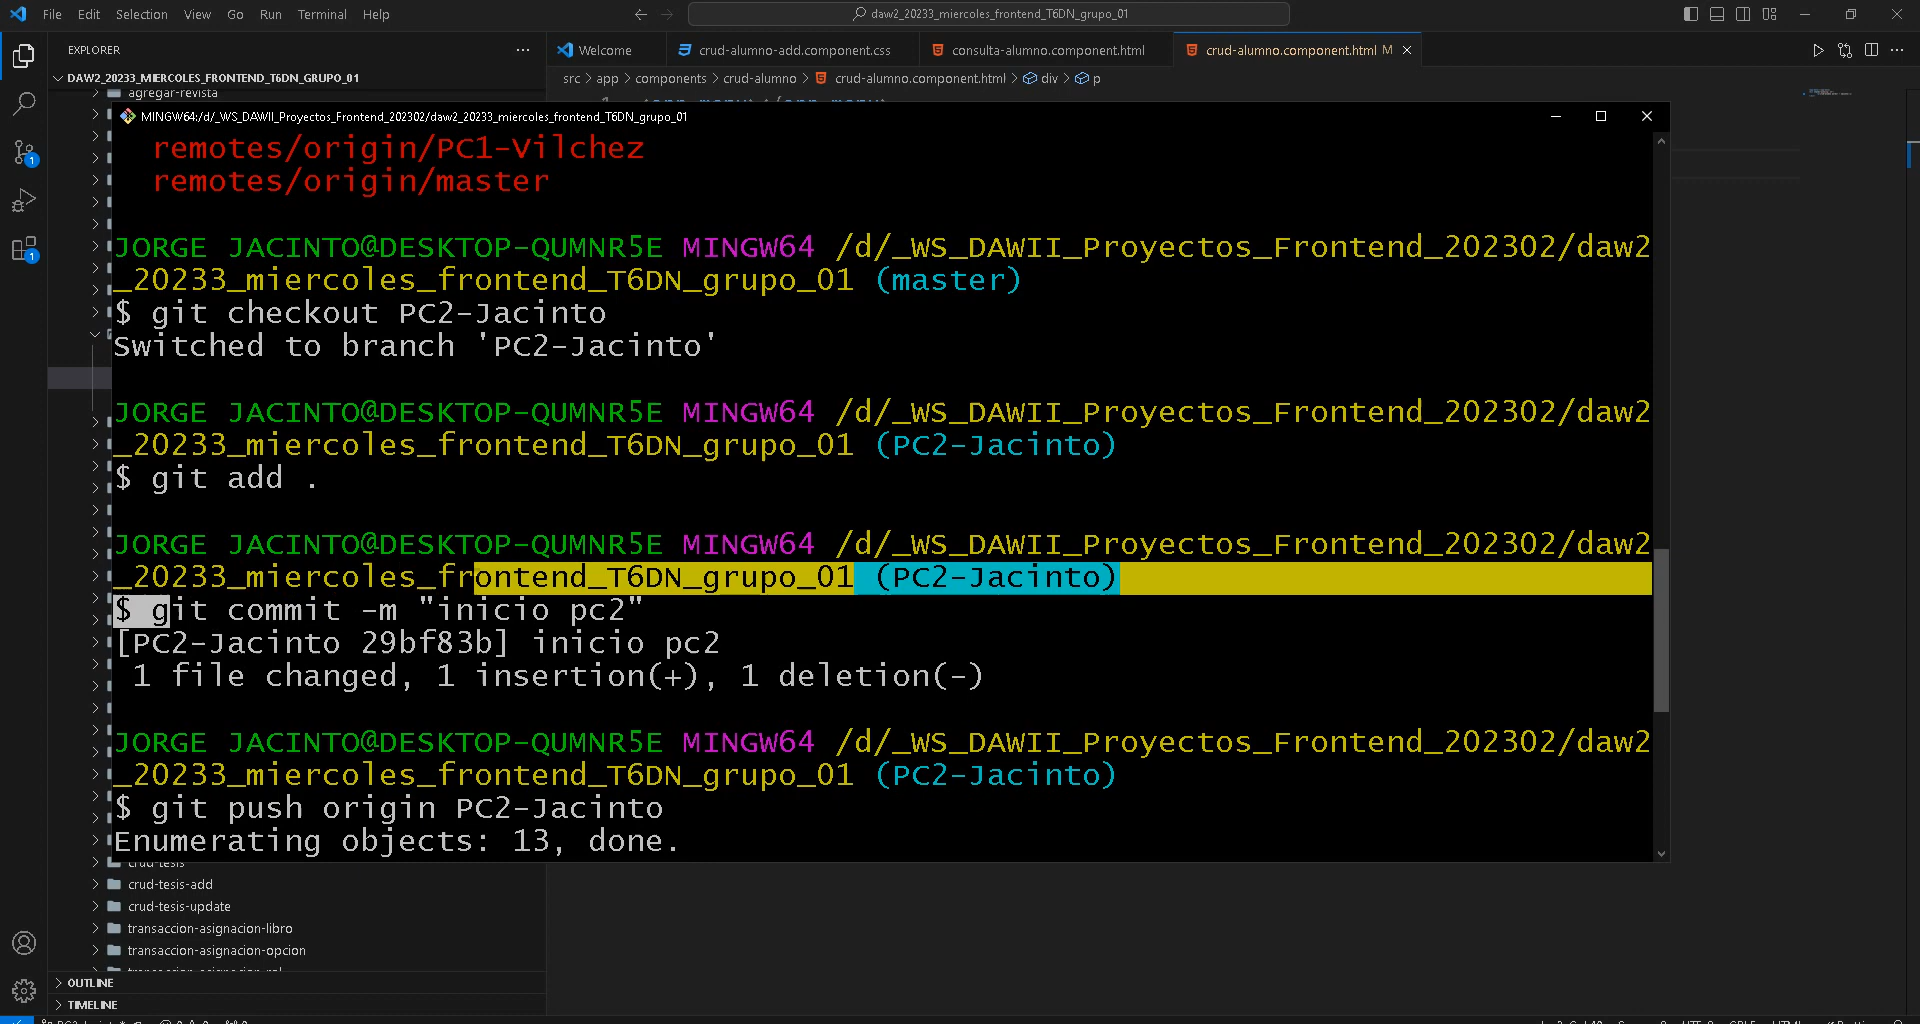 File Edit Selection View Go Run Terminal Help
daw2_20233_miercoles_frontend_T6DN_grupo_01
EXPLORER
Welcome
crud-alumno-add.component.css
consulta-alumno.component.html
crud-alumno.component.html M
DAW2_20233_MIERCOLES_FRONTEND_T6DN_GRUPO_01
src > app > components > crud-alumno > crud-alumno.component.html > div > p
agregar-revista
MINGW64:/d/_WS_DAWII_Proyectos_Frontend_202302/daw2_20233_miercoles_frontend_T6DN_grupo_01
remotes/origin/PC1-Vilchez
remotes/origin/master
JORGE JACINTO@DESKTOP-QUMNR5E MINGW64 /d/_WS_DAWII_Proyectos_Frontend_202302/daw2
_20233_miercoles_frontend_T6DN_grupo_01 (master)
$ git checkout PC2-Jacinto
Switched to branch 'PC2-Jacinto'
JORGE JACINTO@DESKTOP-QUMNR5E MINGW64 /d/_WS_DAWII_Proyectos_Frontend_202302/daw2
_20233_miercoles_frontend_T6DN_grupo_01 (PC2-Jacinto)
$ git add .
JORGE JACINTO@DESKTOP-QUMNR5E MINGW64 /d/_WS_DAWII_Proyectos_Frontend_202302/daw2
_20233_miercoles_frontend_T6DN_grupo_01 (PC2-Jacinto)
$ git commit -m "inicio pc2"
[PC2-Jacinto 29bf83b] inicio pc2
1 file changed, 1 insertion(+), 1 deletion(-)
JORGE JACINTO@DESKTOP-QUMNR5E MINGW64 /d/_WS_DAWII_Proyectos_Frontend_202302/daw2
_20233_miercoles_frontend_T6DN_grupo_01 (PC2-Jacinto)
$ git push origin PC2-Jacinto
Enumerating objects: 13, done.
crud-tesis
crud-tesis-add
crud-tesis-update
transaccion-asignacion-libro
transaccion-asignacion-opcion
OUTLINE
TIMELINE